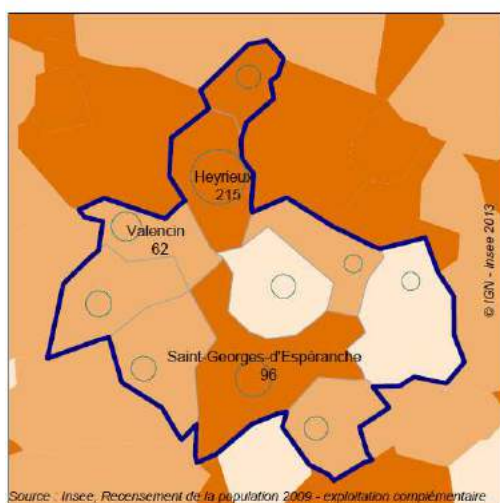 Heyrieux
215
Valencin
62
© IGN - Insee 2013
Saint-Georges-d'Espéranche
96
Source : Insee, Recensement de la population 2009 - exploitation complémentaire